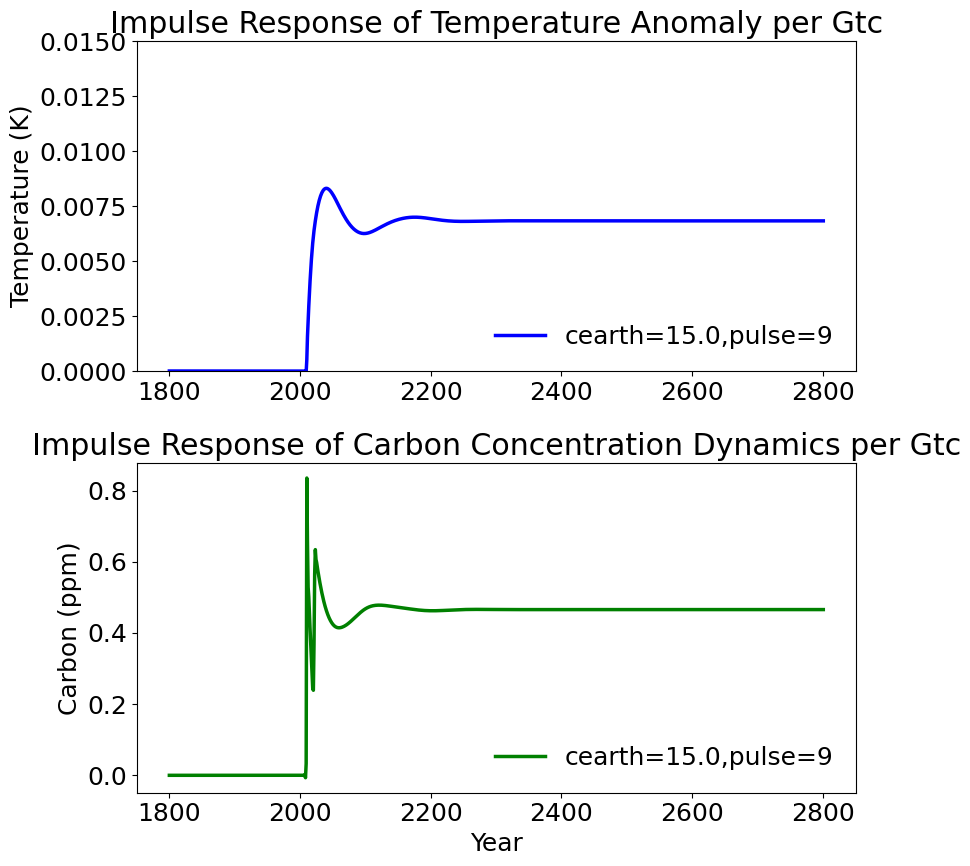 Impulse Response of Temperature Anomaly per Gtc
Temperature (K)
0.0150
0.0125
0.0100
0.0075
0.0050
0.0025
0.0000
cearth=15.0,pulse=9
1800 2000 2200 2400 2600 2800
Impulse Response of Carbon Concentration Dynamics per Gtc
Carbon (ppm)
0.8
0.6
0.4
0.2
0.0
cearth=15.0,pulse=9
1800 2000 2200 2400 2600 2800
Year